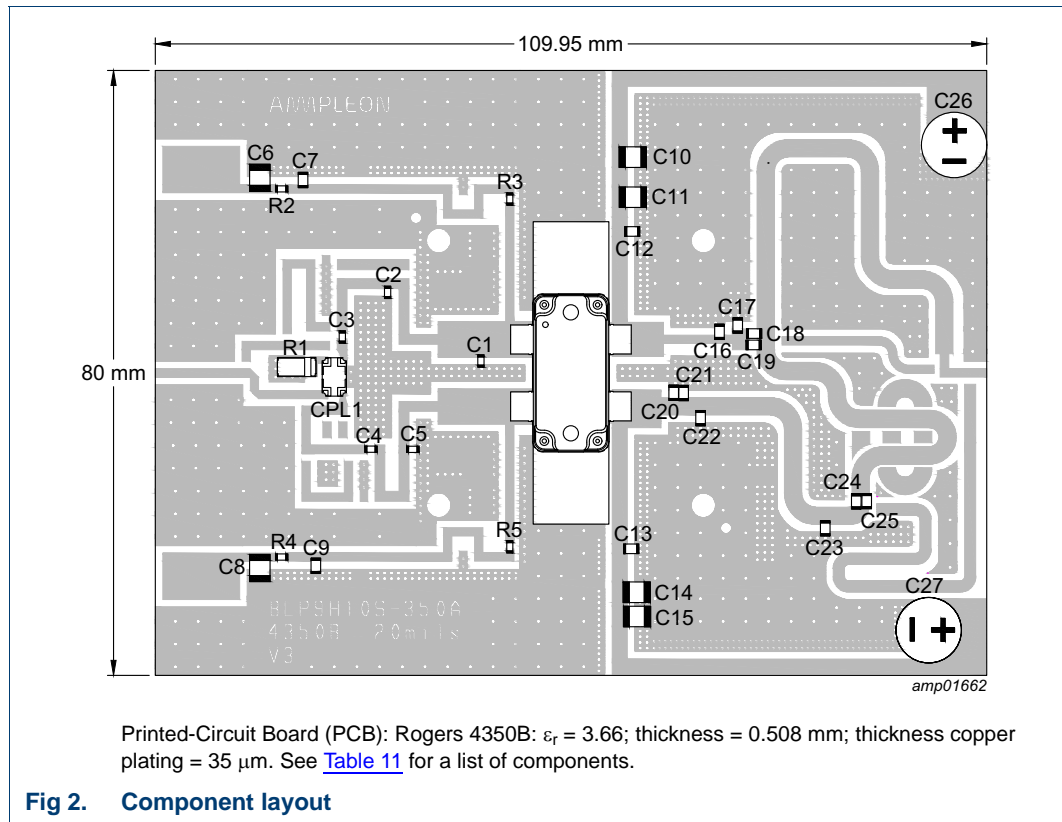 109.95 mm
AMPLEON
C26
C6
C7
C10
R2
R3
C11
C12
C2
C17
C3
C16
C18
C19
R1
C1
80 mm
C21
CPL1
C20
C22
C4
C5
C24
C25
R4
R5
C13
C23
C8
C9
C14
C27
C15
BLP9H10S-350A
4350B 20mils
V3
amp01662
Printed-Circuit Board (PCB): Rogers 4350B: εr = 3.66; thickness = 0.508 mm; thickness copper
plating = 35 μm. See Table 11 for a list of components.
Fig 2. Component layout